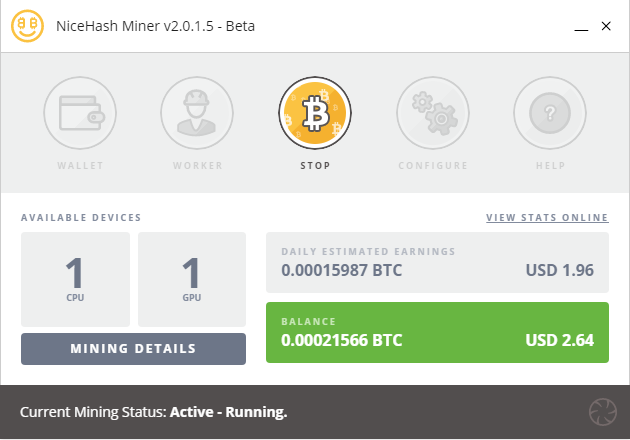 NiceHash Miner v2.0.1.5 - Beta
WALLET WORKER STOP CONFIGURE HELP
AVAILABLE DEVICES VIEW STATS ONLINE
1 1
CPU GPU
DAILY ESTIMATED EARNINGS
0.00015987 BTC USD 1.96
BALANCE
0.00021566 BTC USD 2.64
MINING DETAILS
Current Mining Status: Active - Running.